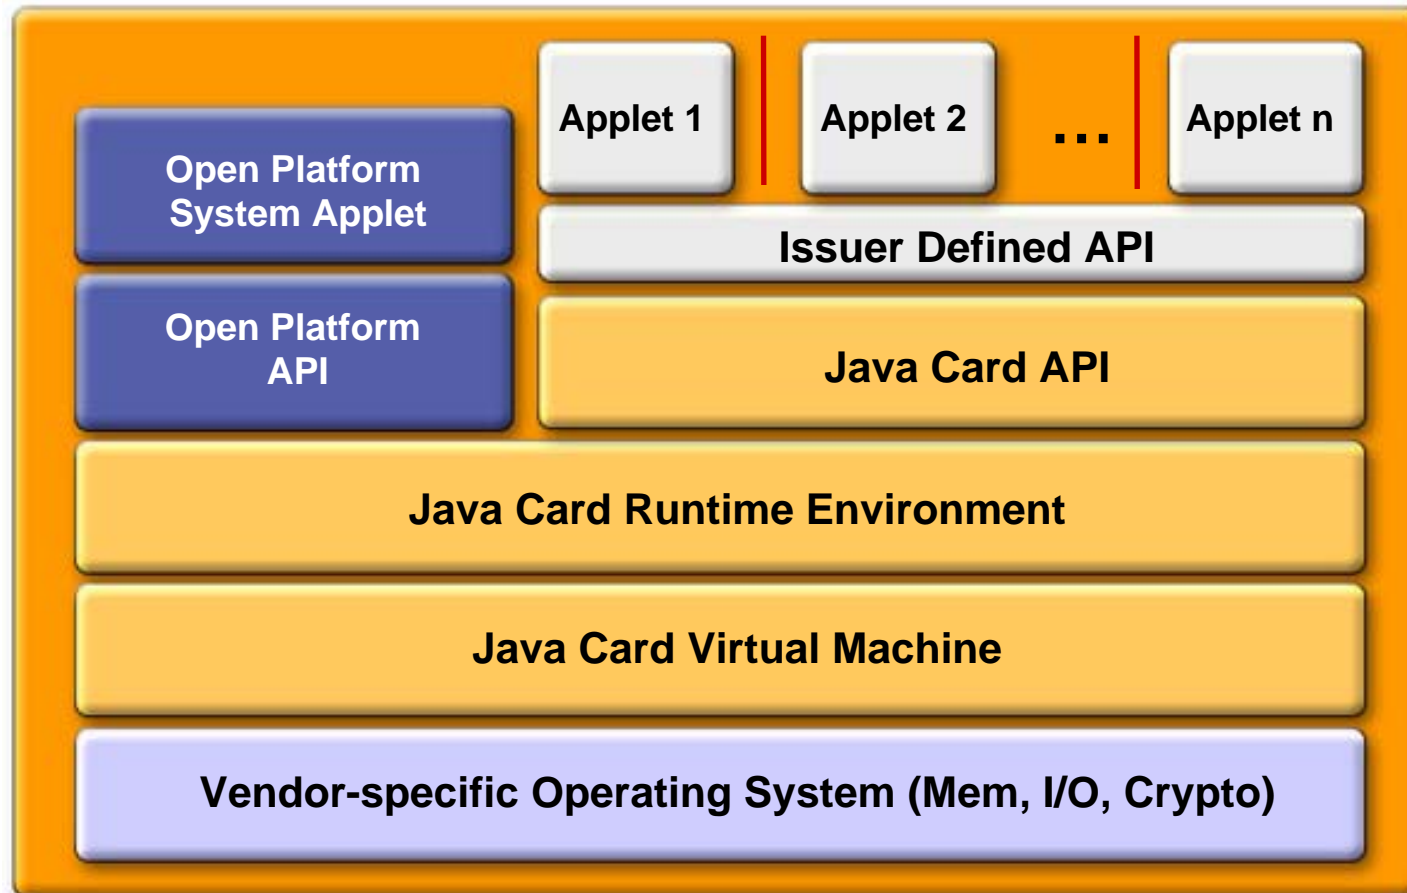 Applet 1
Applet 2
...
Applet n
Open Platform
System Applet
Issuer Defined API
Open Platform
API
Java Card API
Java Card Runtime Environment
Java Card Virtual Machine
Vendor-specific Operating System (Mem, I/O, Crypto)